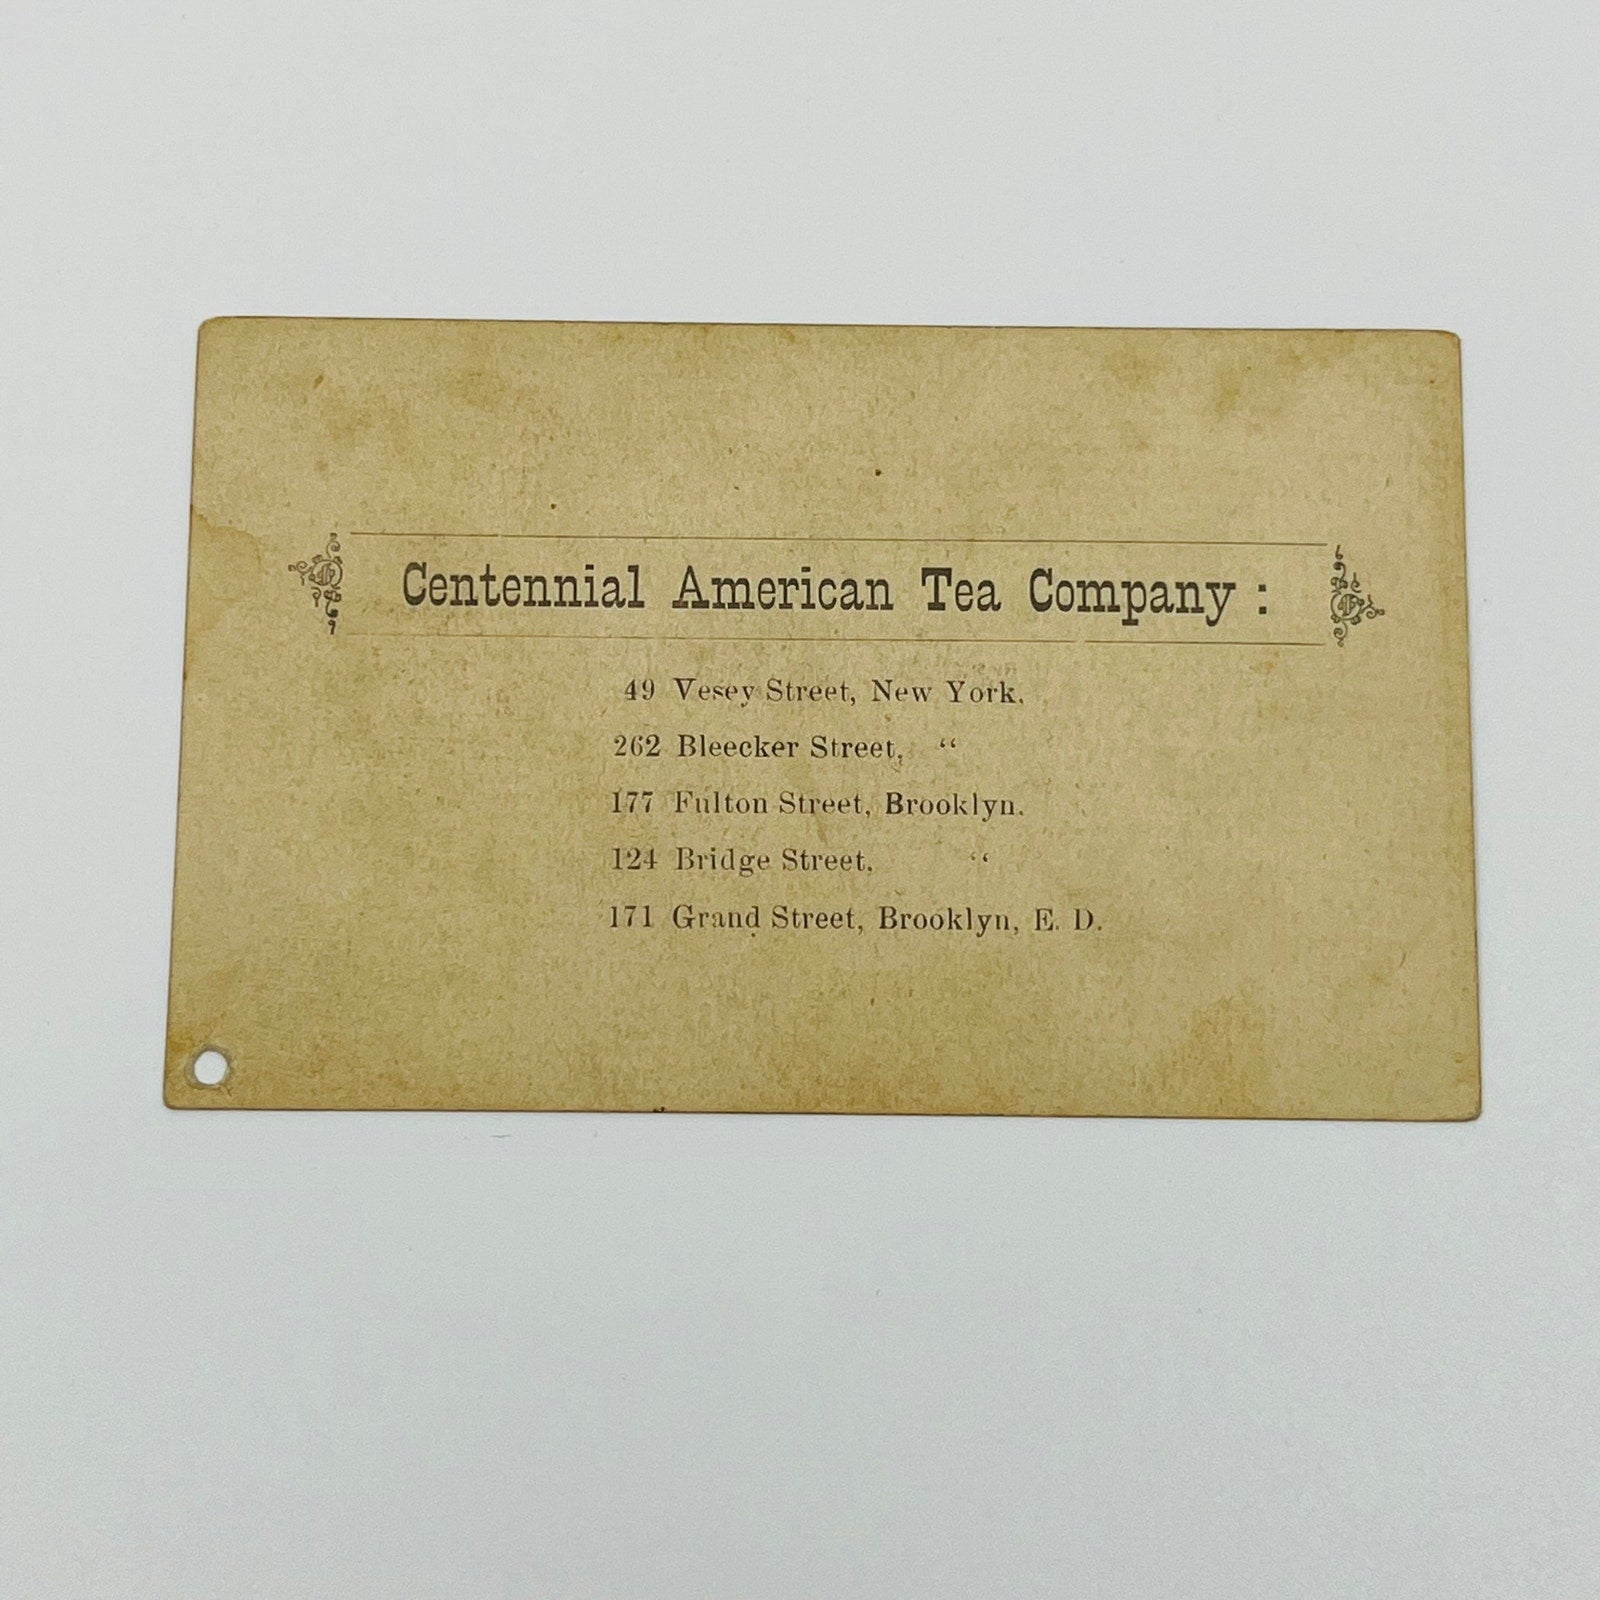 Centennial American Tea Company :
49 Vesey Street, New York.
262 Bleecker Street, “
177 Fulton Street, Brooklyn.
124 Bridge Street, “
171 Grand Street, Brooklyn, E. D.